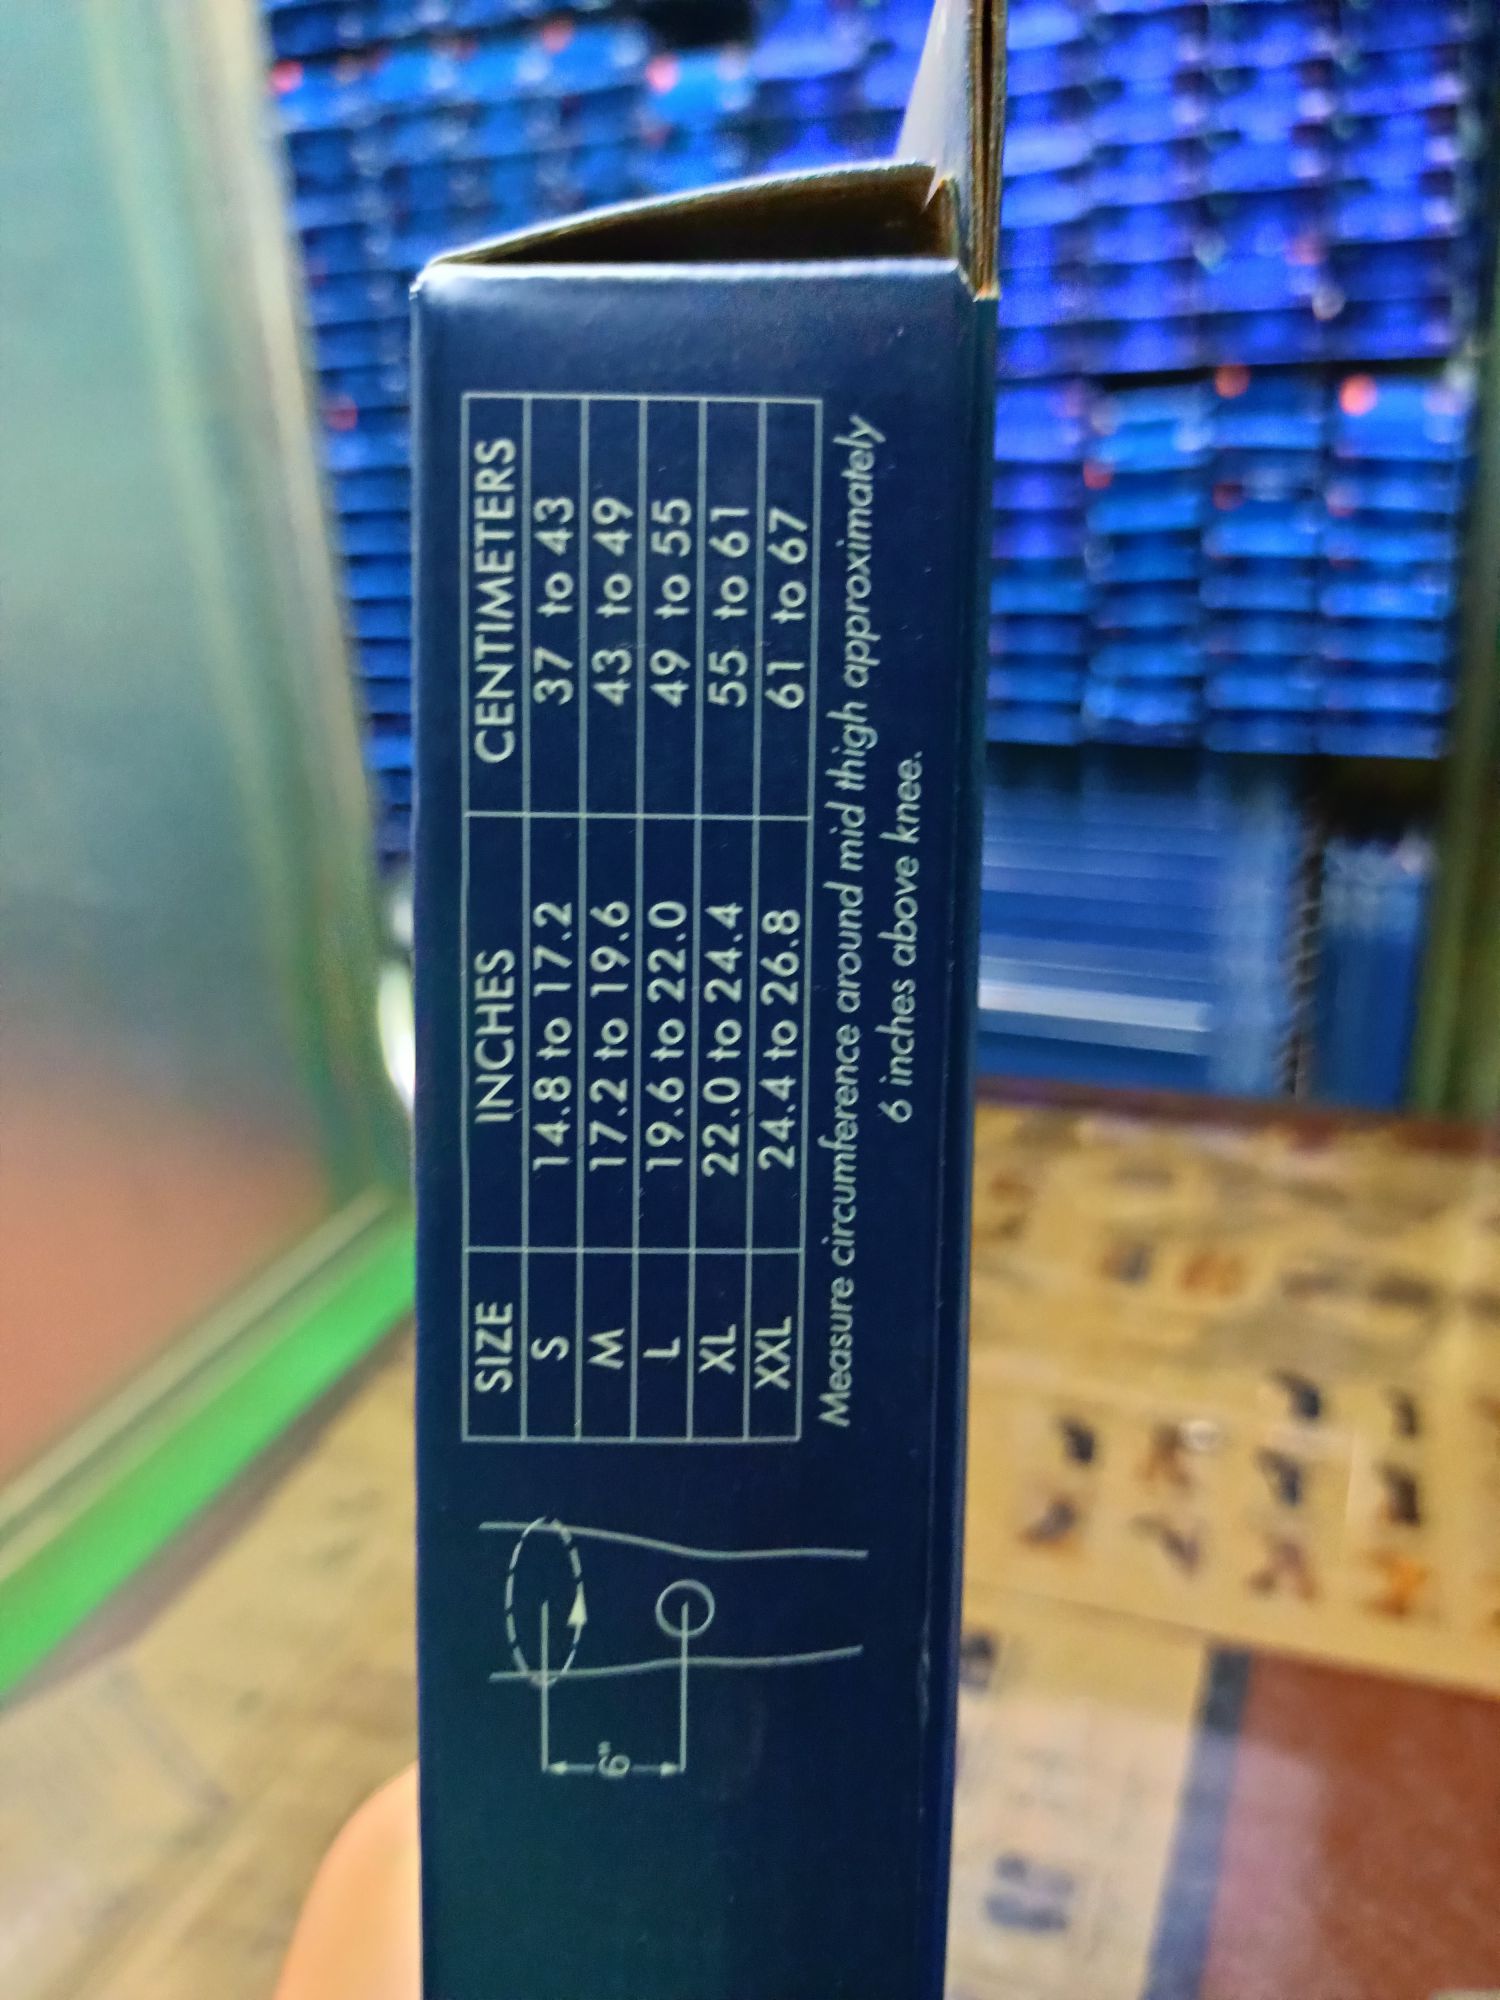 SIZE INCHES CENTIMETERS
S 14.8 to 17.2 37 to 43
M 17.2 to 19.6 43 to 49
L 19.6 to 22.0 49 to 55
XL 22.0 to 24.4 55 to 61
XXL 24.4 to 26.8 61 to 67
Measure circumference around mid thigh approximately
6 inches above knee.
6"